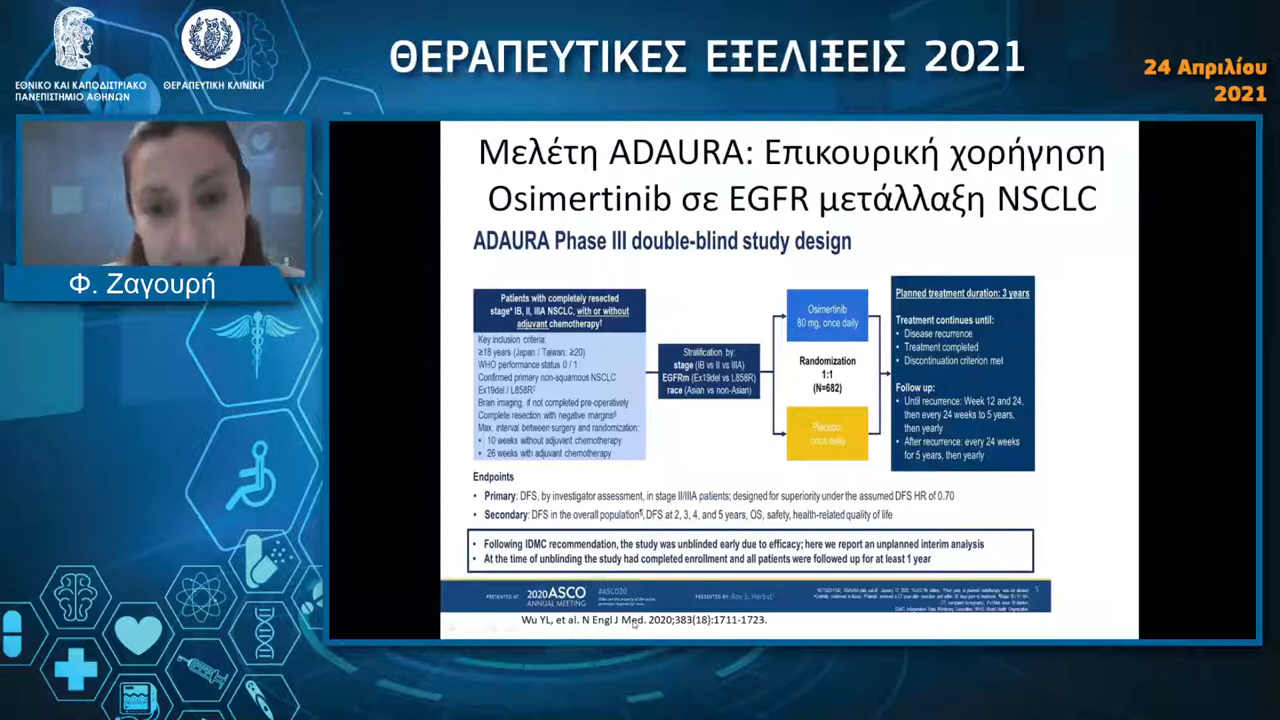 ΕΘΝΙΚΟ ΚΑΙ ΚΑΠΟΔΙΣΤΡΙΑΚΟ
ΠΑΝΕΠΙΣΤΗΜΙΟ ΑΘΗΝΩΝ
ΘΕΡΑΠΕΥΤΙΚΗ ΚΛΙΝΙΚΗ
ΘΕΡΑΠΕΥΤΙΚΕΣ ΕΞΕΛΙΞΕΙΣ 2021
24 Απριλίου
2021
Φ. Ζαγουρή
Μελέτη ADAURA: Επικουρική χορήγηση
Osimertinib σε EGFR μετάλλαξη NSCLC
ADAURA Phase III double-blind study design
Patients with completely resected
stage* IB, II, IIIA NSCLC, with or without
adjuvant chemotherapy†
Key inclusion criteria:
≥18 years (Japan / Taiwan: ≥20)
WHO performance status 0 / 1
Confirmed primary non-squamous NSCLC
Ex19del / L858R‡
Brain imaging, if not completed pre-operatively
Complete resection with negative margins§
Max. interval between surgery and randomization:
• 10 weeks without adjuvant chemotherapy
• 26 weeks with adjuvant chemotherapy
Stratification by:
stage (IB vs II vs IIIA)
EGFRm (Ex19del vs L858R)
race (Asian vs non-Asian)
Osimertinib
80 mg, once daily
Randomization
1:1
(N=682)
Placebo,
once daily
Planned treatment duration: 3 years
Treatment continues until:
• Disease recurrence
• Treatment completed
• Discontinuation criterion met
Follow up:
• Until recurrence: Week 12 and 24,
then every 24 weeks to 5 years,
then yearly
• After recurrence: every 24 weeks
for 5 years, then yearly
Endpoints
• Primary: DFS, by investigator assessment, in stage II/IIIA patients; designed for superiority under the assumed DFS HR of 0.70
• Secondary: DFS in the overall population¶, DFS at 2, 3, 4, and 5 years, OS, safety, health-related quality of life
• Following IDMC recommendation, the study was unblinded early due to efficacy; here we report an unplanned interim analysis
• At the time of unblinding the study had completed enrollment and all patients were followed up for at least 1 year
PRESENTED AT:
2020 ASCO
ANNUAL MEETING
#ASCO20
PRESENTED BY: Roy S. Herbst
5
Wu YL, et al. N Engl J Med. 2020;383(18):1711-1723.